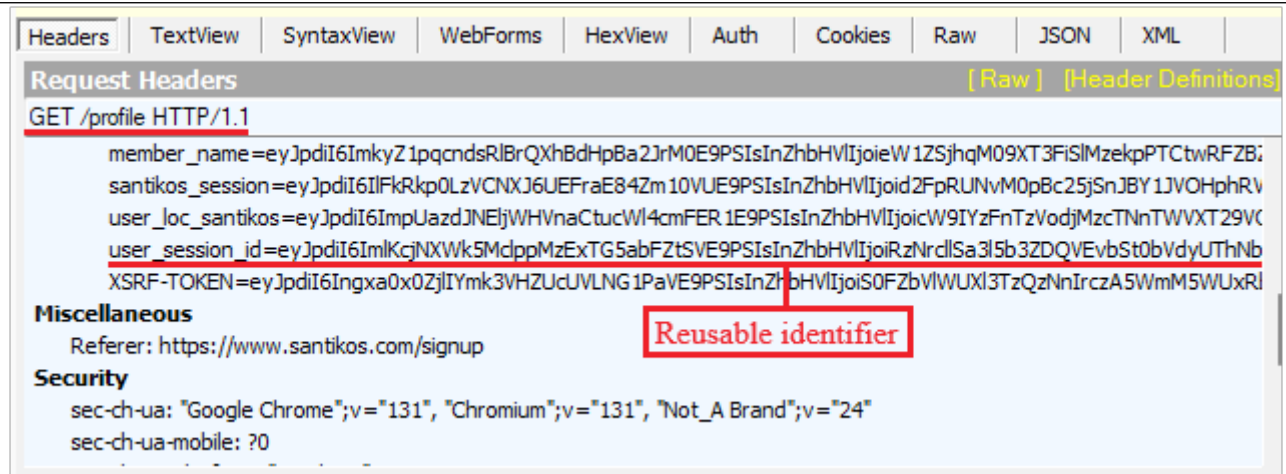 Headers TextView SyntaxView WebForms HexView Auth Cookies Raw JSON XML
Request Headers [ Raw ] [Header Definitions]
GET /profile HTTP/1.1
member_name=eyJpdiI6ImkyZ1pqcndsRlBrQXhBdHpBa2JrM0E9PSIsInZhbHVlIjoieW1ZSjhqM09XT3FiSlMzekpPTCtwRFZBZ
santikos_session=eyJpdiI6IlFkRkp0LzVCNXJ6UEFraE84Zm10VUE9PSIsInZhbHVlIjoid2FpRUNvM0pBc25jSnJBY1JVOHphRV
user_loc_santikos=eyJpdiI6ImpUazdJNEljWHVnaCtucWl4cmFER1E9PSIsInZhbHVlIjoicW9IYzFnTzVodjMzcTNnTWVXT29V
user_session_id=eyJpdiI6ImlKcjNXWk5MclppMzExTG5abFZtSVE9PSIsInZhbHVlIjoiRzNrdllSa3l5b3ZDQVEvbSt0bVdyUThNb
XSRF-TOKEN=eyJpdiI6Ingxa0x0ZjlIYmk3VHZUcUVLNG1PaVE9PSIsInZhbHVlIjoiS0FZbVlWUXl3TzQzNnIrczA5WmM5WUxR
Miscellaneous
Reusable identifier
Referer: https://www.santikos.com/signup
Security
sec-ch-ua: "Google Chrome";v="131", "Chromium";v="131", "Not_A Brand";v="24"
sec-ch-ua-mobile: ?0